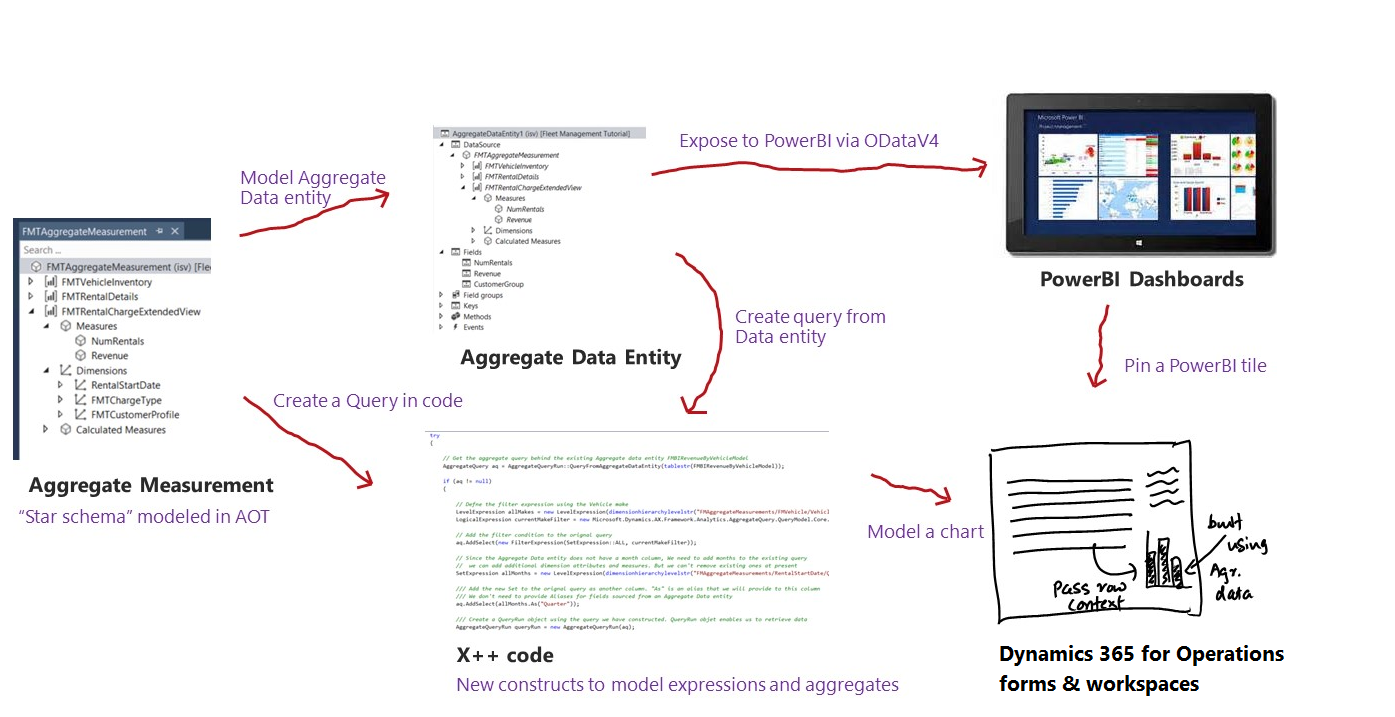 FMTAggregateMeasurement
Search ...
FMTAggregateMeasurement (isv) [Flee
FMTVehicleInventory
FMTRentalDetails
FMTRentalChargeExtendedView
Measures
NumRentals
Revenue
Dimensions
RentalStartDate
FMTChargeType
FMTCustomerProfile
Calculated Measures
Aggregate Measurement
“Star schema” modeled in AOT
Model Aggregate
Data entity
Create a Query in code
AggregateDataEntity1 (isv) [Fleet Management Tutorial]
DataSource
FMTAggregateMeasurement
FMTVehicleInventory
FMTRentalDetails
FMTRentalChargeExtendedView
Measures
NumRentals
Revenue
Dimensions
Calculated Measures
Fields
NumRentals
Revenue
CustomerGroup
Field groups
Keys
Methods
Events
Aggregate Data Entity
Expose to PowerBI via ODataV4
Create query from
Data entity
Microsoft Power BI
Project management
PowerBI Dashboards
Pin a PowerBI tile
try
{
// Get the aggregate query behind the existing Aggregate data entity FMBIRevenueByVehicleModel
AggregateQuery aq = AggregateQueryRun::QueryFromAggregateDataEntity(tablestr(FMBIRevenueByVehicleModel));
if (aq != null)
{
// Defne the filter expression using the Vehicle make
LevelExpression allMakes = new LevelExpression(dimensionhierarchylevelstr("FMAggregateMeasurements/FMVehicle/Vehicl
LogicalExpression currentMakeFilter = new Microsoft.Dynamics.AX.Framework.Analytics.AggregateQuery.QueryModel.Core.
// Add the filter condition to the orignal query
aq.AddSelect(new FilterExpression(SetExpression::ALL, currentMakeFilter));
// Since the Aggregate Data entity does not have a month column, We need to add months to the existing query
// we can add additional dimension attributes and measures. But we can't remove existing ones at present
SetExpression allMonths = new LevelExpression(dimensionhierarchylevelstr("FMAggregateMeasurements/RentalStartDate/Q
/// Add the new Set to the orignal query as another column. "As" is an alias that we will provide to this column
/// We don't need to provide Aliases for fields sourced from an Aggregate Data entity
aq.AddSelect(allMonths.As("Quarter"));
/// Create a QueryRun object using the query we have constructed. QueryRun objet enables us to retrieve data
AggregateQueryRun queryRun = new AggregateQueryRun(aq);
X++ code
New constructs to model expressions and aggregates
Model a chart
Pass row
context
built
using
Agr.
data
Dynamics 365 for Operations
forms & workspaces